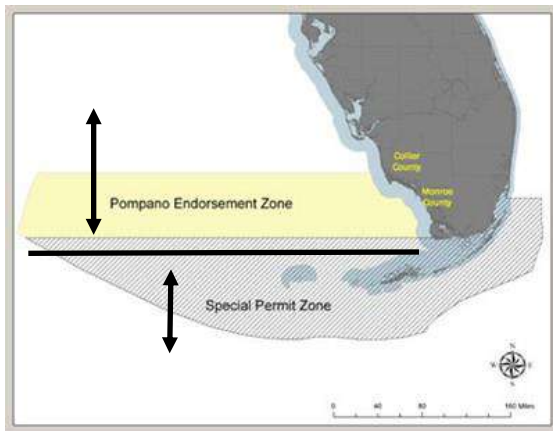 Collier
County
Monroe
County
Pompano Endorsement Zone
Special Permit Zone
N
W
E
S
0
40
80
160 Miles